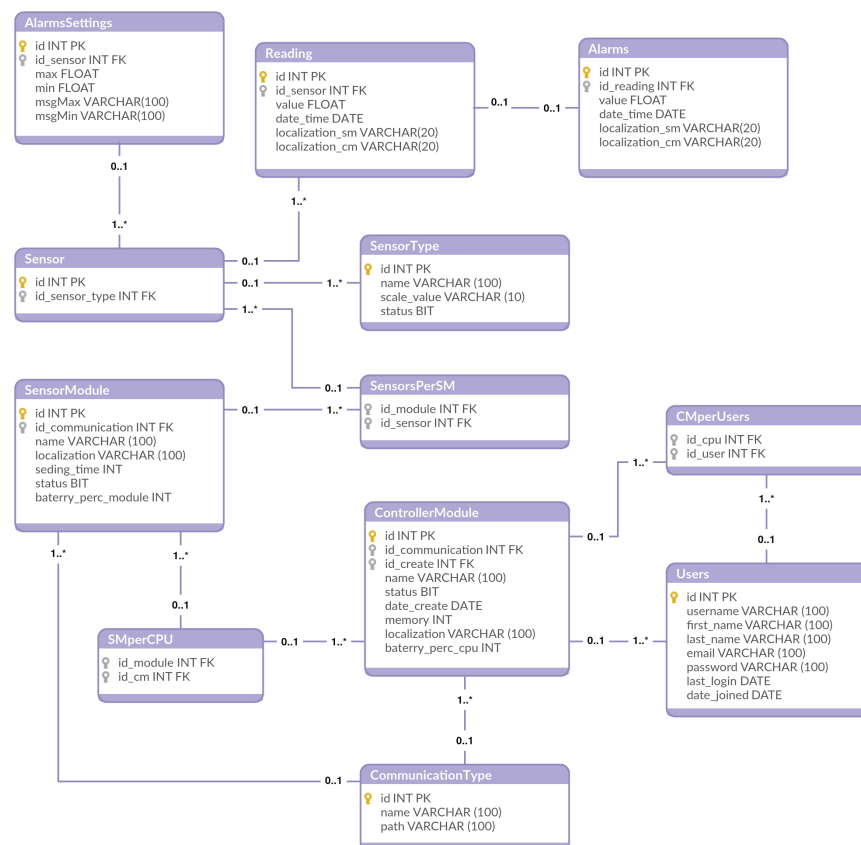 AlarmsSettings
id INT PK
id_sensor INT FK
max FLOAT
min FLOAT
msgMax VARCHAR(100)
msgMin VARCHAR(100)
Reading
id INT PK
id_sensor INT FK
value FLOAT
date_time DATE
localization_sm VARCHAR(20)
localization_cm VARCHAR(20)
Alarms
id INT PK
id_reading INT FK
value FLOAT
date_time DATE
localization_sm VARCHAR(20)
localization_cm VARCHAR(20)
0..1
0..1
0..1
1..*
1..*
0..1
Sensor
id INT PK
id_sensor_type INT FK
0..1
1..*
SensorType
id INT PK
name VARCHAR (100)
scale_value VARCHAR (10)
status BIT
1..*
0..1
SensorModule
id INT PK
id_communication INT FK
name VARCHAR (100)
localization VARCHAR (100)
seding_time INT
status BIT
baterry_perc_module INT
0..1
1..*
SensorsPerSM
id_module INT FK
id_sensor INT FK
CMperUsers
id_cpu INT FK
id_user INT FK
1..*
0..1
1..*
0..1
ControllerModule
id INT PK
id_communication INT FK
id_create INT FK
name VARCHAR (100)
status BIT
date_create DATE
memory INT
localization VARCHAR (100)
baterry_perc_cpu INT
Users
id INT PK
username VARCHAR (100)
first_name VARCHAR (100)
last_name VARCHAR (100)
email VARCHAR (100)
password VARCHAR (100)
last_login DATE
date_joined DATE
0..1
1..*
1..*
1..*
0..1
SMperCPU
id_module INT FK
id_cm INT FK
0..1
1..*
1..*
0..1
0..1
CommunicationType
id INT PK
name VARCHAR (100)
path VARCHAR (100)